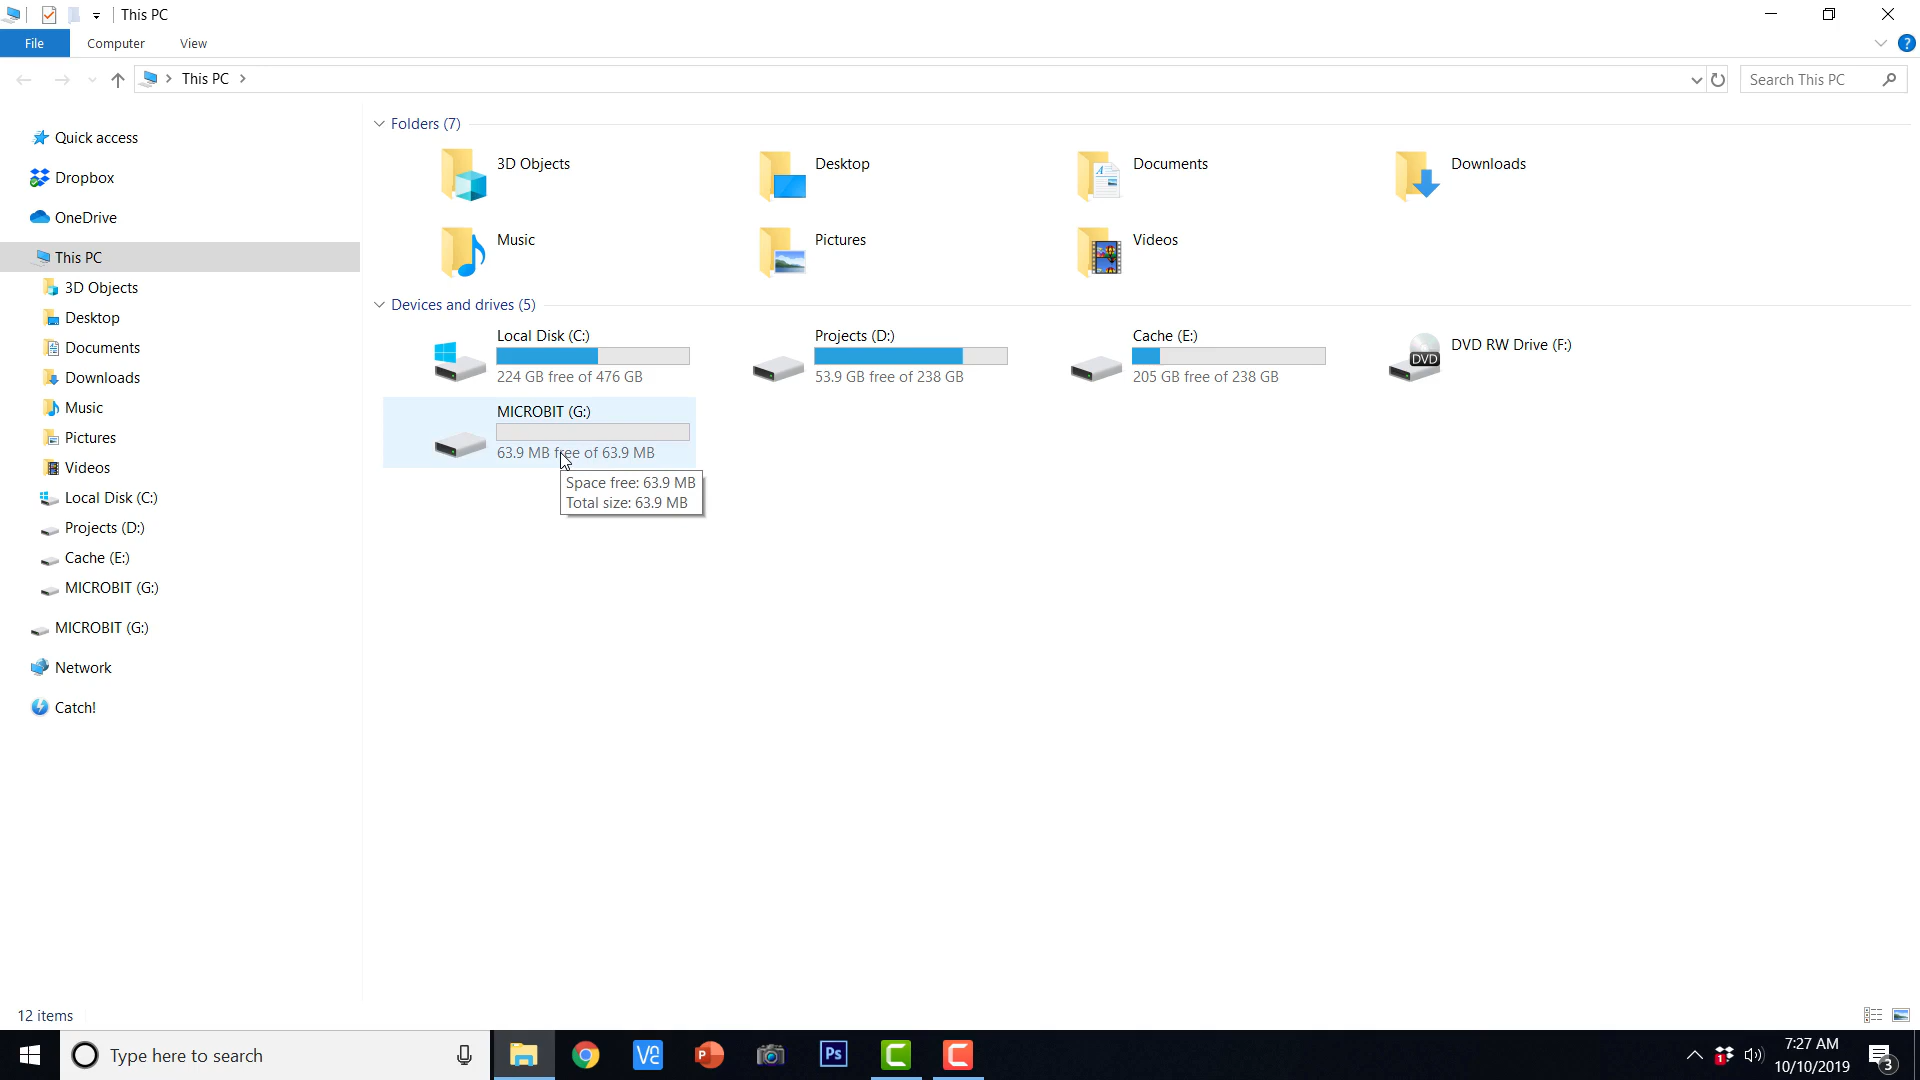 This PC
File
Computer
View
?
This PC
Search This PC
Quick access
Dropbox
OneDrive
This PC
3D Objects
Desktop
Documents
Downloads
Music
Pictures
Videos
Local Disk (C:)
Projects (D:)
Cache (E:)
MICROBIT (G:)
MICROBIT (G:)
Network
Catch!
Folders (7)
3D Objects
Desktop
Documents
Downloads
Music
Pictures
Videos
Devices and drives (5)
Local Disk (C:)
224 GB free of 476 GB
Projects (D:)
53.9 GB free of 238 GB
Cache (E:)
205 GB free of 238 GB
DVD
DVD RW Drive (F:)
MICROBIT (G:)
63.9 MB free of 63.9 MB
Space free: 63.9 MB
Total size: 63.9 MB
12 items
Type here to search
P
Ps
C
C
1
7:27 AM
10/10/2019
3